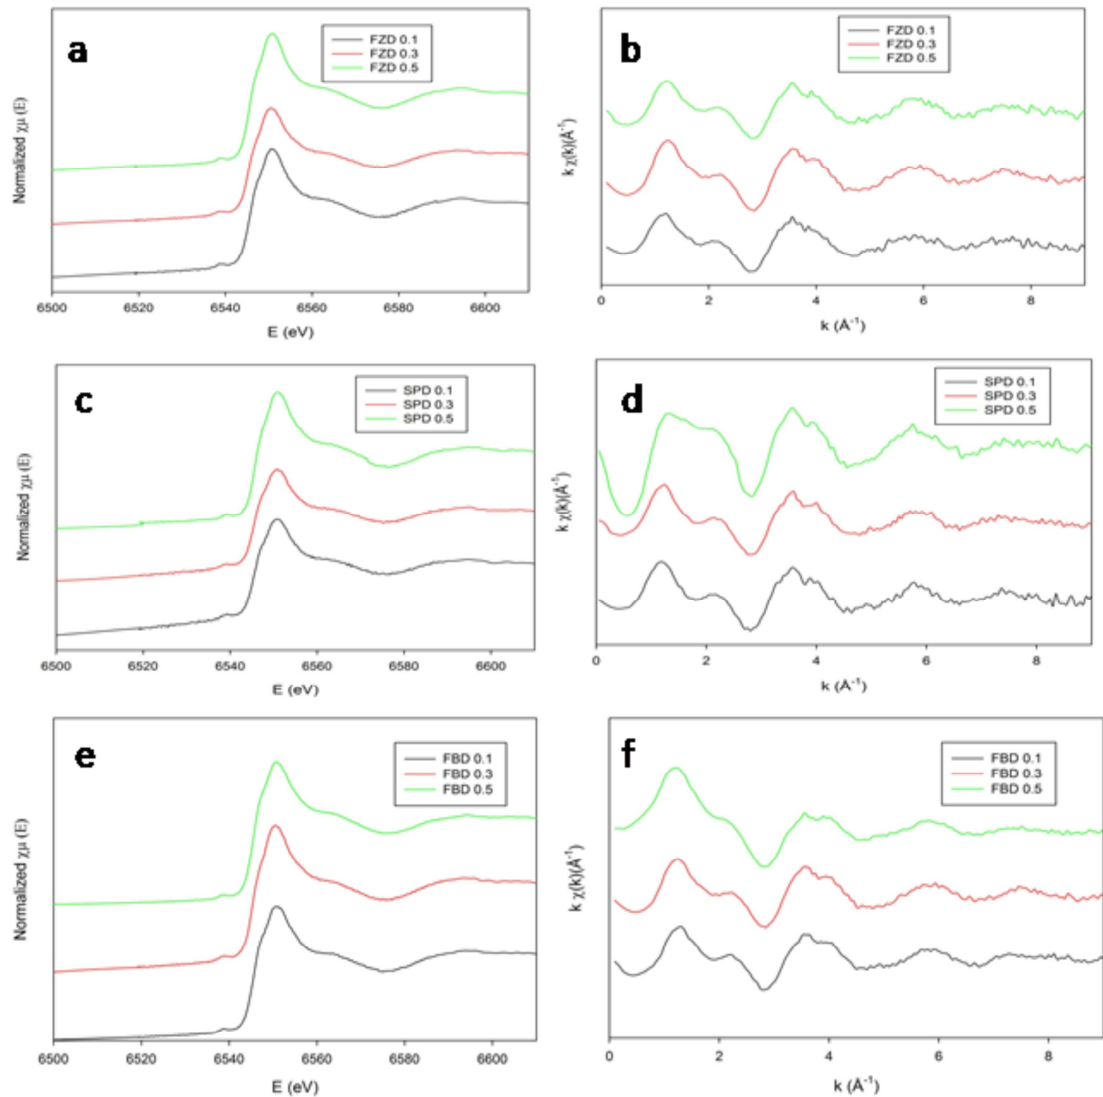 a
FZD 0.1
FZD 0.3
FZD 0.5
Normalized χμ (E)
6500 6520 6540 6560 6580 6600
E (eV)
b
FZD 0.1
FZD 0.3
FZD 0.5
k χ(k)(Å⁻¹)
0 2 4 6 8
k (Å⁻¹)
c
SPD 0.1
SPD 0.3
SPD 0.5
Normalized χμ (E)
6500 6520 6540 6560 6580 6600
E (eV)
d
SPD 0.1
SPD 0.3
SPD 0.5
k χ(k)(Å⁻¹)
0 2 4 6 8
k (Å⁻¹)
e
FBD 0.1
FBD 0.3
FBD 0.5
Normalized χμ (E)
6500 6520 6540 6560 6580 6600
E (eV)
f
FBD 0.1
FBD 0.3
FBD 0.5
k χ(k)(Å⁻¹)
0 2 4 6 8
k (Å⁻¹)